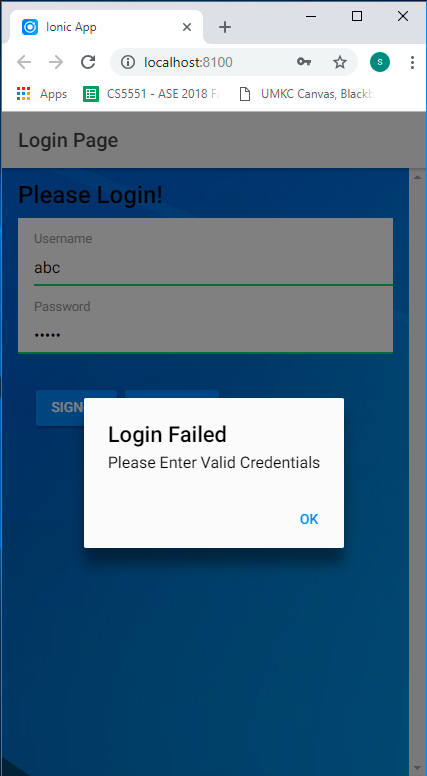 Ionic App
localhost:8100
S
Apps
CS5551 - ASE 2018 Fa
UMKC Canvas, Blackb
Login Page
Please Login!
Username
abc
Password
•••••
SIGN
Login Failed
Please Enter Valid Credentials
OK